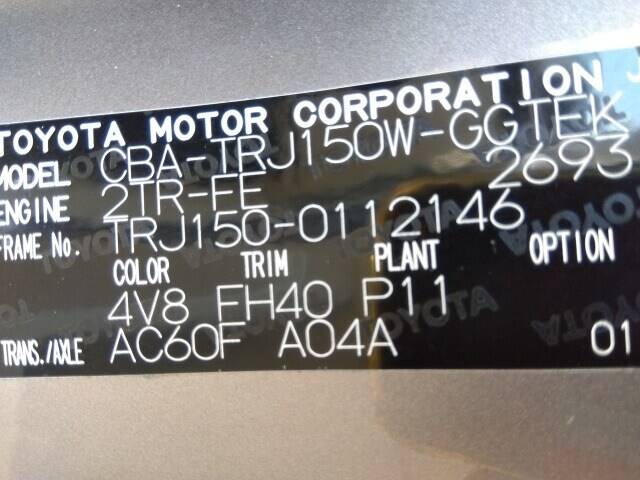 TOYOTA MOTOR CORPORATION J
MODEL CBA-TRJ150W-GGTEK
ENGINE 2TR-FE 2693
FRAME No. TRJ150-0112146
COLOR TRIM PLANT OPTION
4V8 FH40 P11
TRANS./AXLE AC60F A04A 01